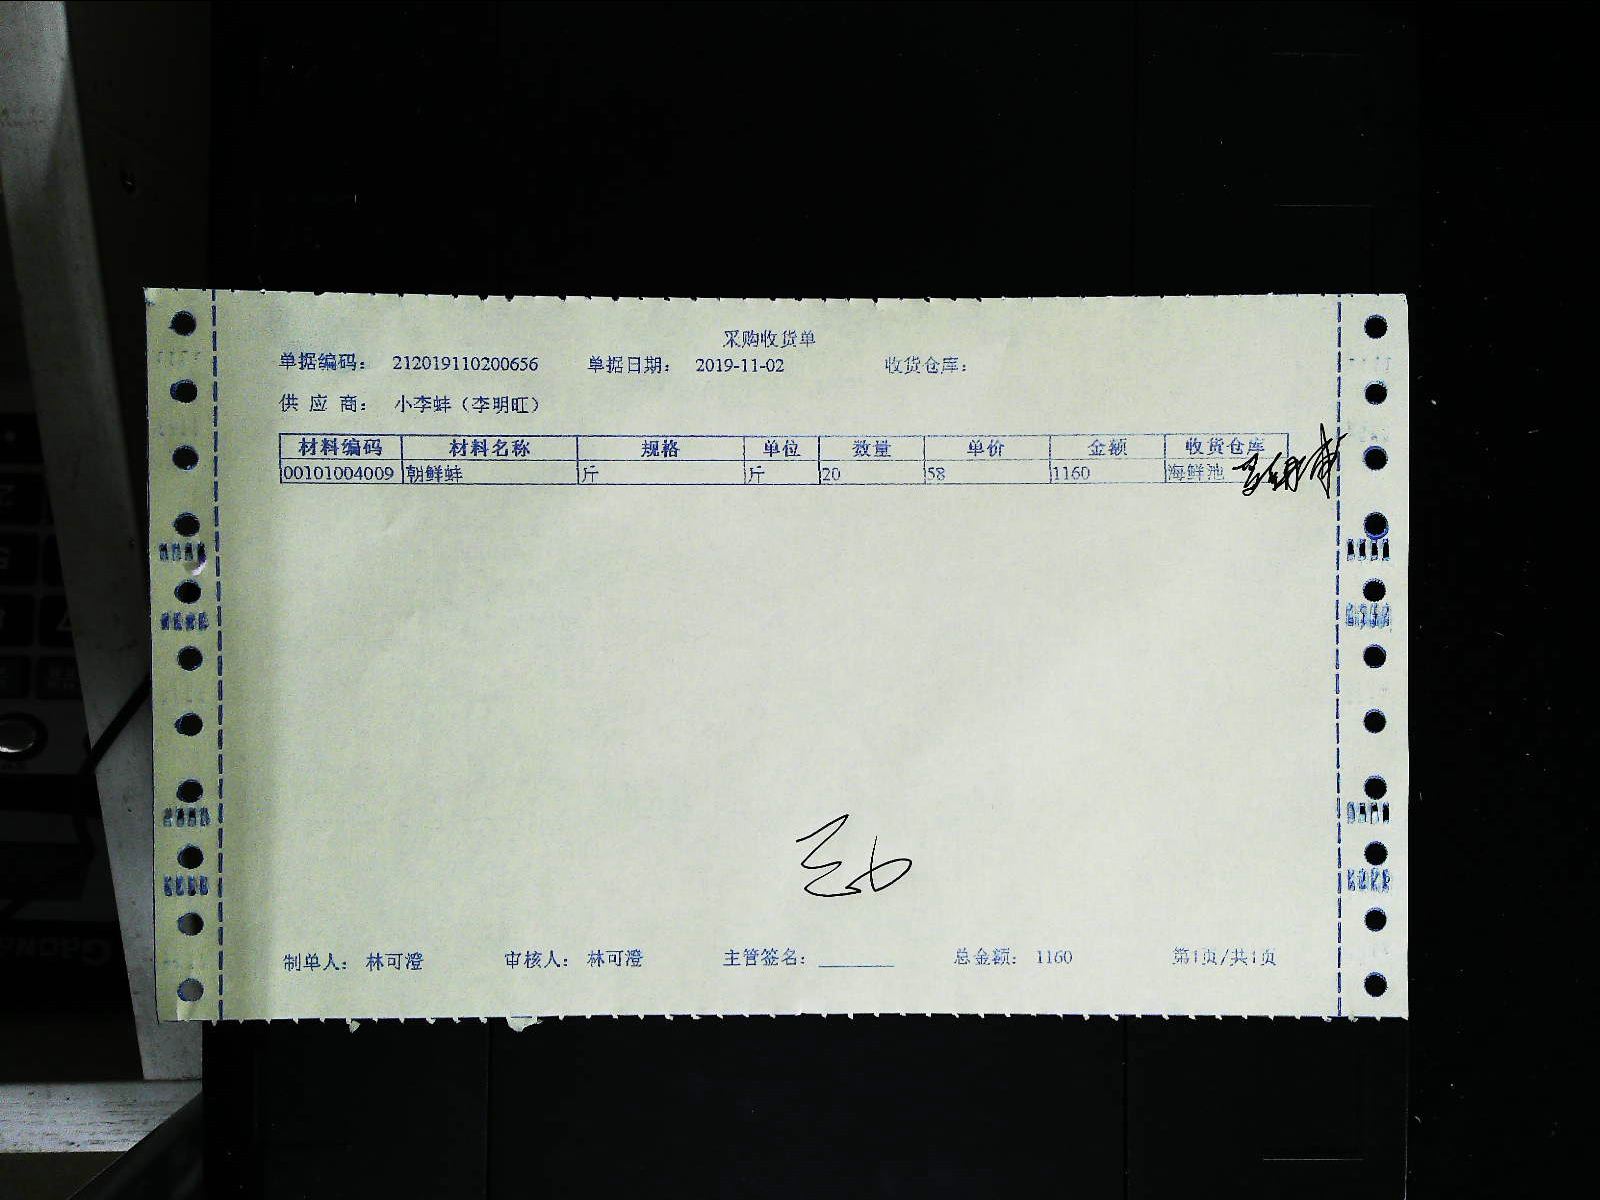 采购收货单
单据编码： 212019110200656 单据日期： 2019-11-02 收货仓库：
供 应 商： 小李蚌（李明旺）
材料编码 材料名称 规格 单位 数量 单价 金额 收货仓库
00101004009 朝鲜蚌 斤 斤 20 58 1160 海鲜池
制单人： 林可澄 审核人： 林可澄 主管签名：________ 总金额： 1160 第1页/共1页